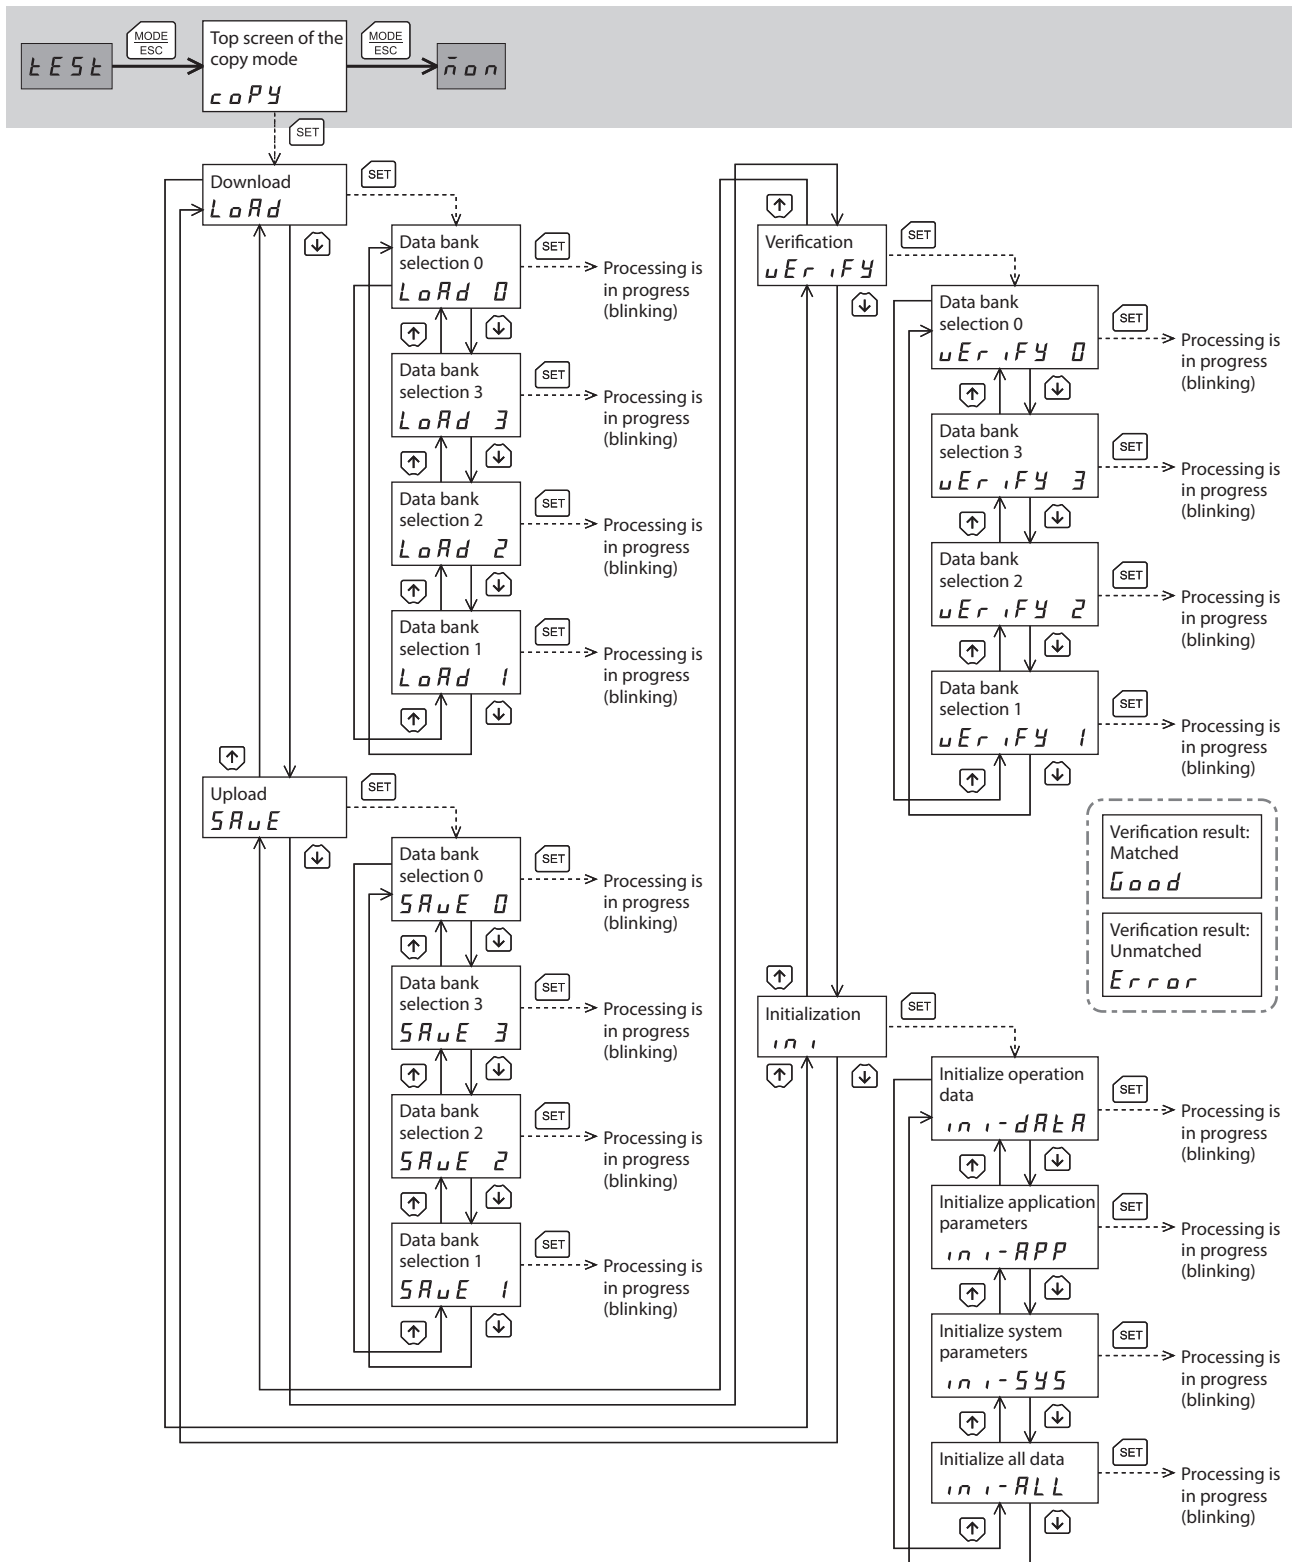 tESt
MODE
ESC
Top screen of the
copy mode
coPY
MODE
ESC
mon
SET
Download
LoAd
SET
↓
Data bank
selection 0
LoAd 0
SET
Processing is
in progress
(blinking)
↑
↓
Data bank
selection 3
LoAd 3
SET
Processing is
in progress
(blinking)
↑
↓
Data bank
selection 2
LoAd 2
SET
Processing is
in progress
(blinking)
↑
↓
Data bank
selection 1
LoAd 1
SET
Processing is
in progress
(blinking)
↑
↓
↑
Upload
SAvE
SET
↓
Data bank
selection 0
SAvE 0
SET
Processing is
in progress
(blinking)
↑
↓
Data bank
selection 3
SAvE 3
SET
Processing is
in progress
(blinking)
↑
↓
Data bank
selection 2
SAvE 2
SET
Processing is
in progress
(blinking)
↑
↓
Data bank
selection 1
SAvE 1
SET
Processing is
in progress
(blinking)
↑
↓
↑
Verification
vEriFY
SET
↓
Data bank
selection 0
vEriFY 0
SET
Processing is
in progress
(blinking)
↑
↓
Data bank
selection 3
vEriFY 3
SET
Processing is
in progress
(blinking)
↑
↓
Data bank
selection 2
vEriFY 2
SET
Processing is
in progress
(blinking)
↑
↓
Data bank
selection 1
vEriFY 1
SET
Processing is
in progress
(blinking)
↑
↓
Verification result:
Matched
Good
Verification result:
Unmatched
Error
↑
Initialization
ini
SET
↑
↓
Initialize operation
data
ini-dAtA
SET
Processing is
in progress
(blinking)
↑
↓
Initialize application
parameters
ini-APP
SET
Processing is
in progress
(blinking)
↑
↓
Initialize system
parameters
ini-SYS
SET
Processing is
in progress
(blinking)
↑
↓
Initialize all data
ini-ALL
SET
Processing is
in progress
(blinking)
↑
↓